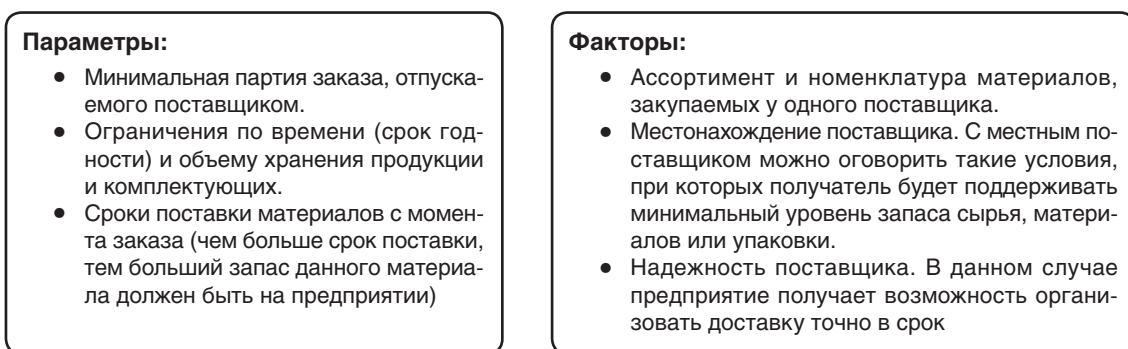 Параметры:
● Минимальная партия заказа, отпуска-
емого поставщиком.
● Ограничения по времени (срок год-
ности) и объему хранения продукции
и комплектующих.
● Сроки поставки материалов с момен-
та заказа (чем больше срок поставки,
тем больший запас данного материа-
ла должен быть на предприятии)
Факторы:
● Ассортимент и номенклатура материалов,
закупаемых у одного поставщика.
● Местонахождение поставщика. С местным по-
ставщиком можно оговорить такие условия,
при которых получатель будет поддерживать
минимальный уровень запаса сырья, матери-
алов или упаковки.
● Надежность поставщика. В данном случае
предприятие получает возможность органи-
зовать доставку точно в срок